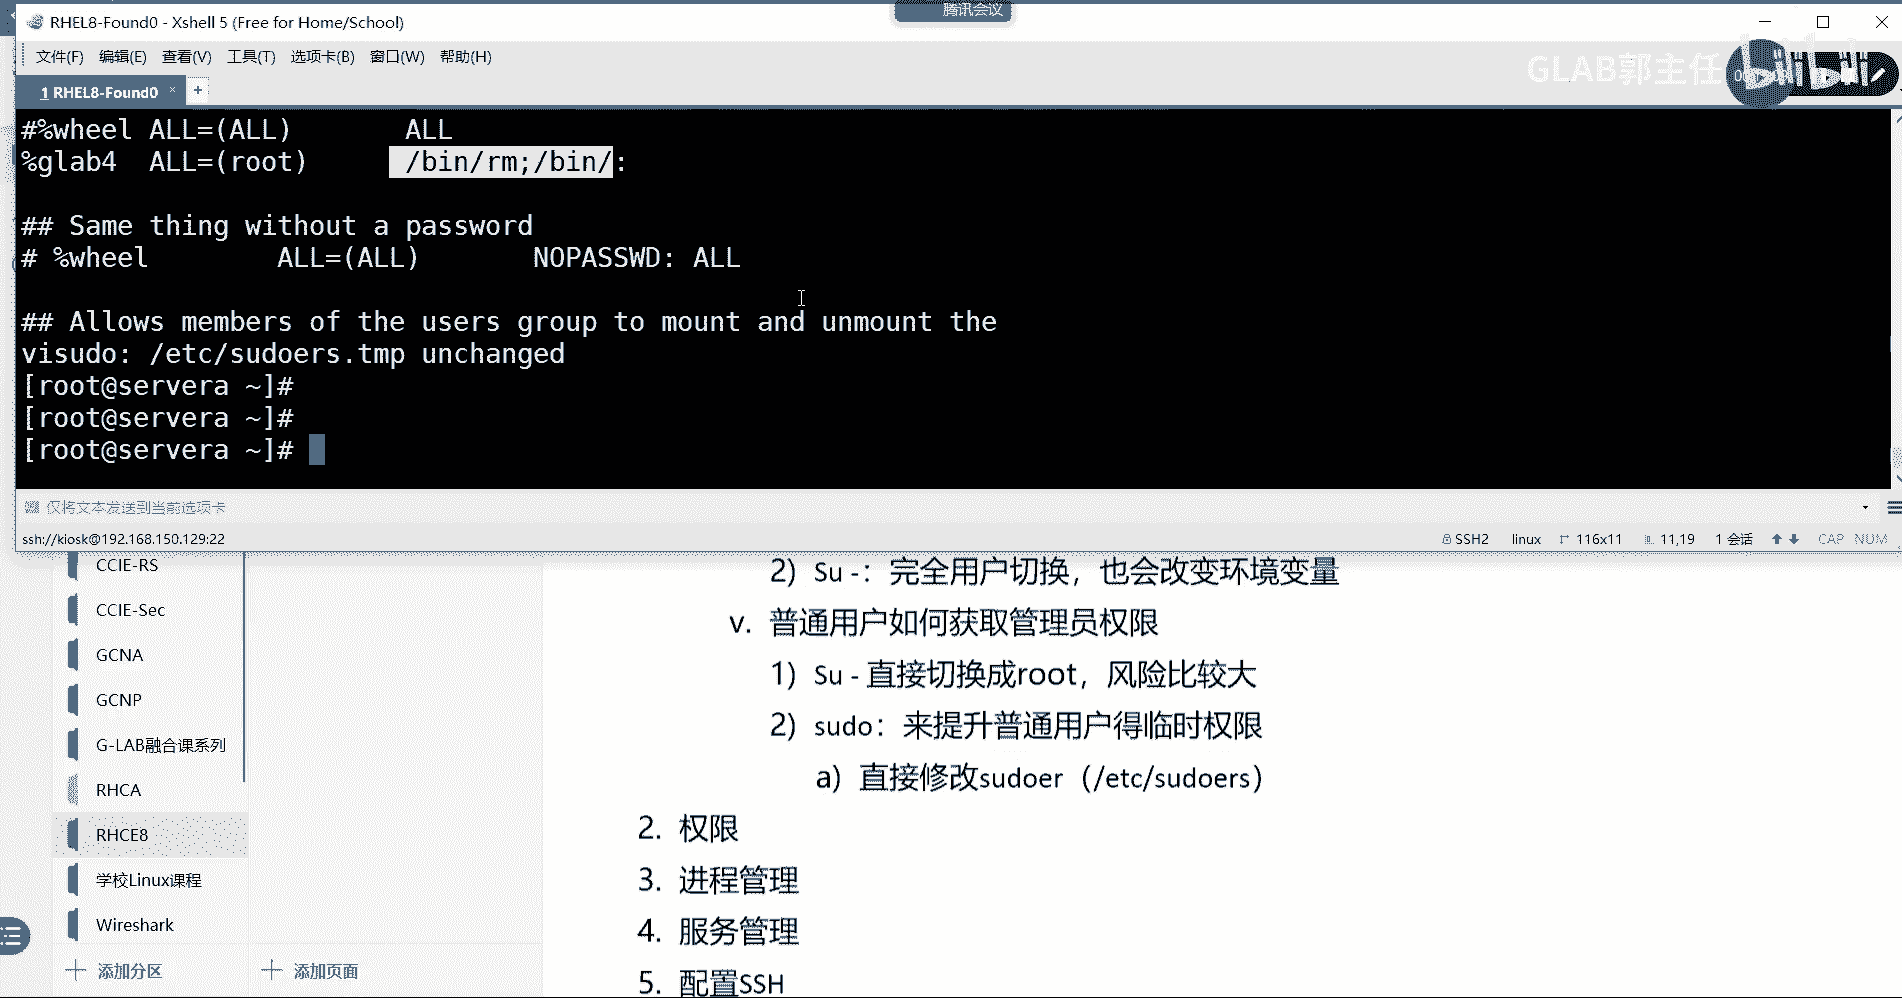 腾讯会议
RHEL8-Found0 - Xshell 5 (Free for Home/School)
文件(F) 编辑(E) 查看(V) 工具(T) 选项卡(B) 窗口(W) 帮助(H)
GLAB郭主任
1 RHEL8-Found0 × +
#%wheel ALL=(ALL) ALL
%glab4 ALL=(root) /bin/rm;/bin/:
## Same thing without a password
# %wheel ALL=(ALL) NOPASSWD: ALL
## Allows members of the users group to mount and unmount the
visudo: /etc/sudoers.tmp unchanged
[root@servera ~]#
[root@servera ~]#
[root@servera ~]#
仅将文本发送到当前选项卡
ssh://kiosk@192.168.150.129:22 SSH2 linux 116x11 11,19 1 会话 CAP NUM
CCIE-RS
CCIE-Sec
GCNA
GCNP
G-LAB融合课系列
RHCA
RHCE8
学校Linux课程
Wireshark
添加分区 添加页面
2) Su -：完全用户切换，也会改变环境变量
v. 普通用户如何获取管理员权限
1) Su - 直接切换成root，风险比较大
2) sudo：来提升普通用户得临时权限
a) 直接修改sudoer（/etc/sudoers）
2. 权限
3. 进程管理
4. 服务管理
5. 配置SSH